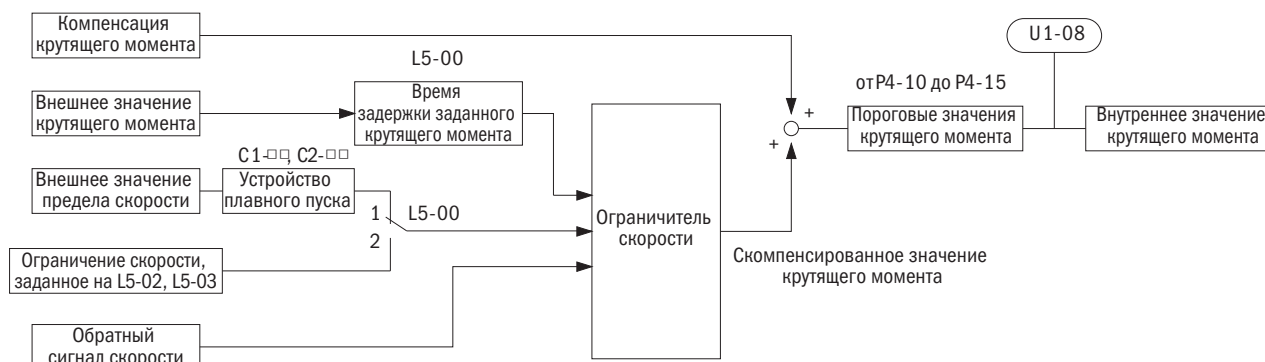 Компенсация
крутящего момента
U1-08
L5-00
от P4-10 до P4-15
Внешнее значение
крутящего момента
Время
задержки заданного
крутящего момента
+
+
Пороговые значения
крутящего момента
Внутреннее значение
крутящего момента
C1-□□, C2-□□
Внешнее значение
предела скорости
Устройство
плавного пуска
1
L5-00
2
Ограничитель
скорости
Ограничение скорости,
заданное на L5-02, L5-03
Скомпенсированное значение
крутящего момента
Обратный
сигнал скорости